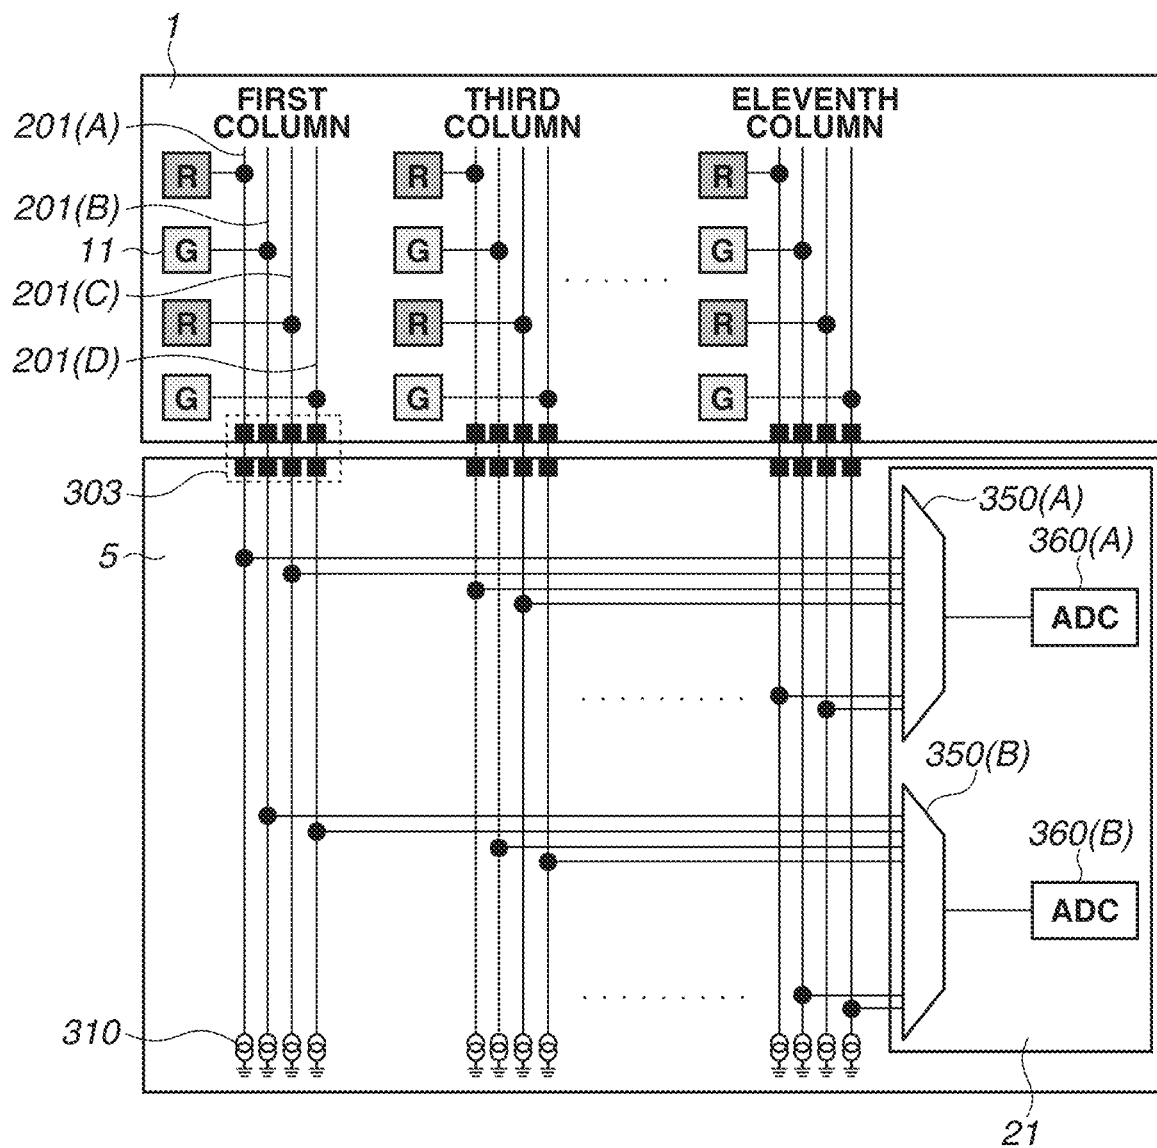 1
FIRST COLUMN
THIRD COLUMN
ELEVENTH COLUMN
201(A)
R
R
R
201(B)
11
G
G
G
201(C)
R
R
R
201(D)
G
G
G
303
350(A)
5
360(A)
ADC
350(B)
360(B)
ADC
310
21